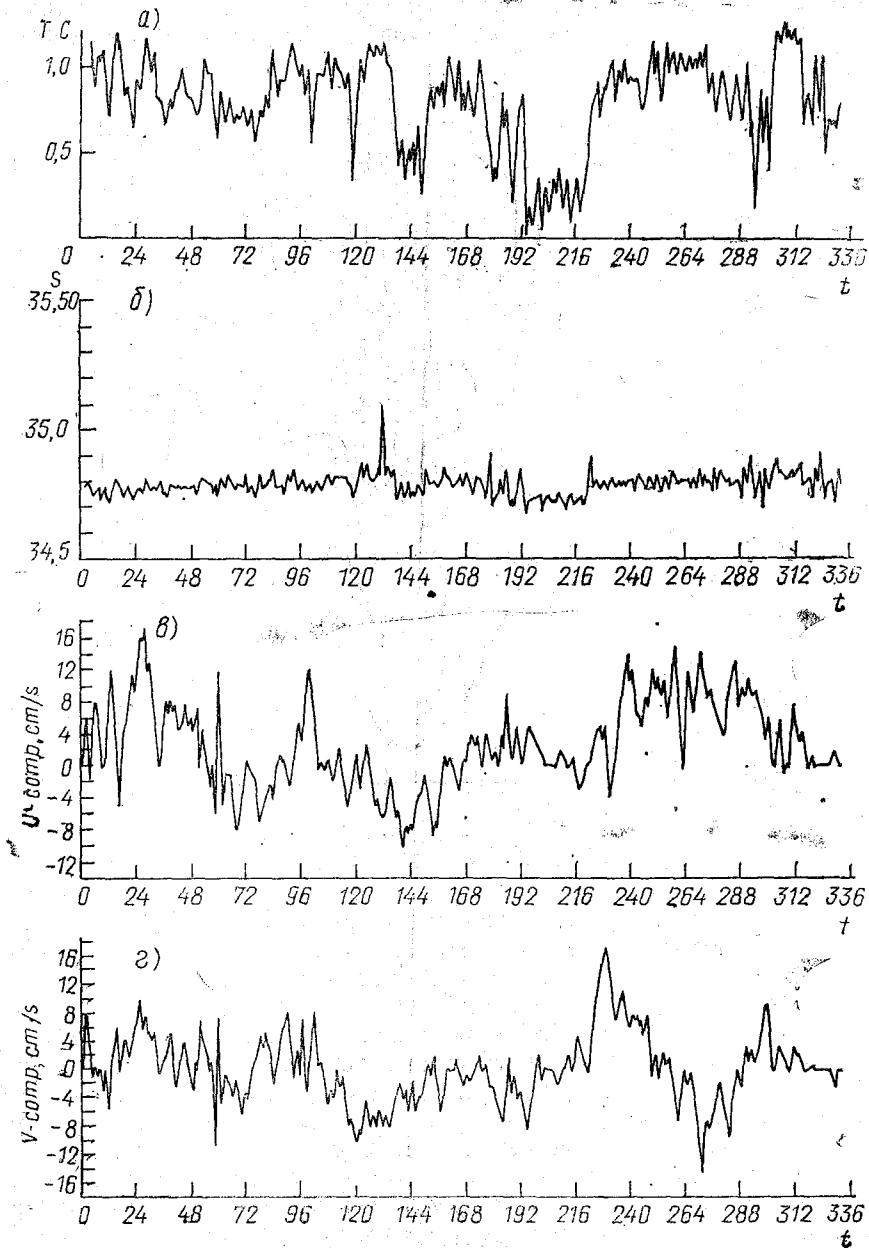 T C
а)
1,0
0,5
0 24 48 72 96 120 144 168 192 216 240 264 288 312 336
t
S
35,50
б)
35,0
34,5
0 24 48 72 96 120 144 168 192 216 240 264 288 312 336
t
в)
16
12
8
4
0
-4
-8
-12
U comp, cm/s
0 24 48 72 96 120 144 168 192 216 240 264 288 312 336
t
г)
16
12
8
4
0
-4
-8
-12
-16
V-comp, cm/s
0 24 48 72 96 120 144 168 192 216 240 264 288 312 336
t